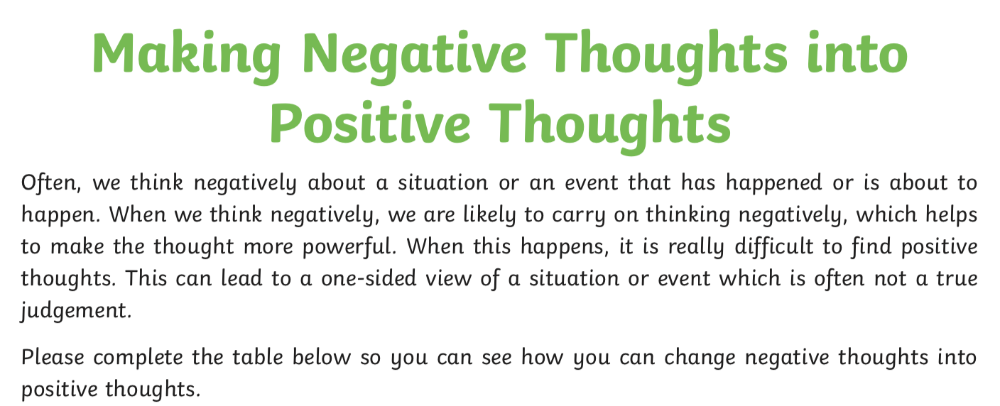 Making Negative Thoughts into
Positive Thoughts
Often, we think negatively about a situation or an event that has happened or is about to
happen. When we think negatively, we are likely to carry on thinking negatively, which helps
to make the thought more powerful. When this happens, it is really difficult to find positive
thoughts. This can lead to a one-sided view of a situation or event which is often not a true
judgement.
Please complete the table below so you can see how you can change negative thoughts into
positive thoughts.